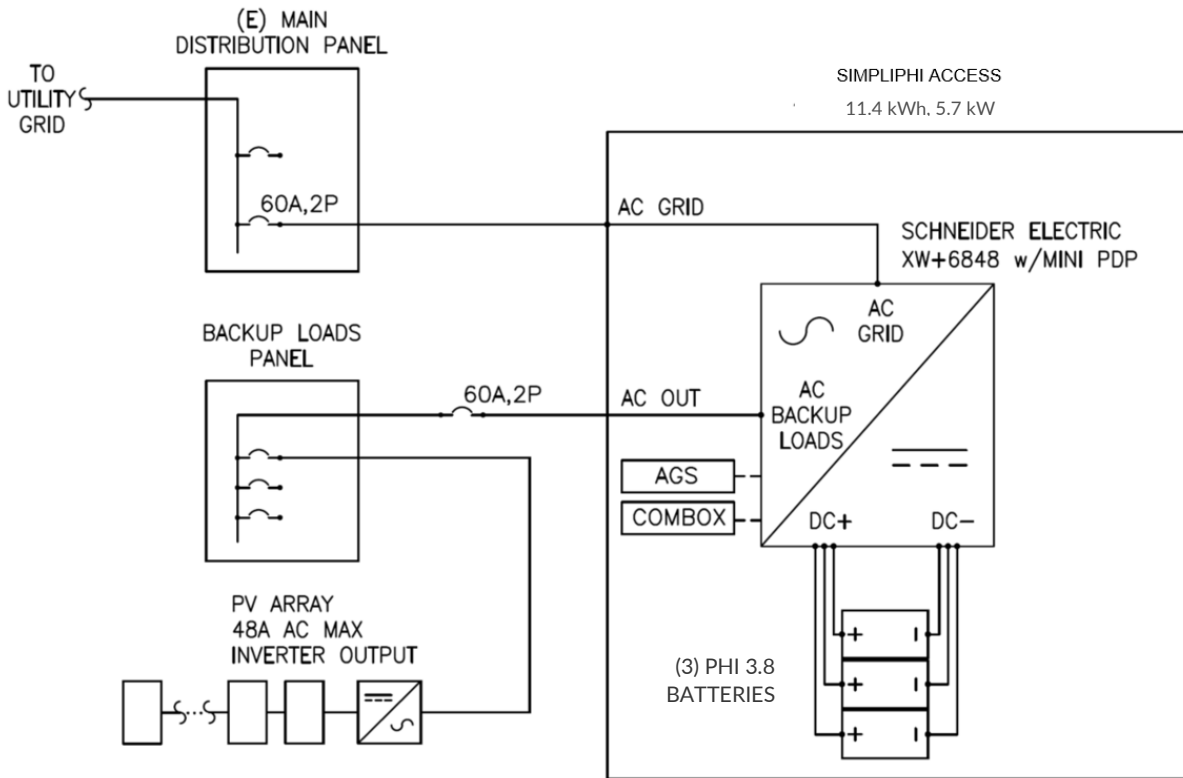 (E) MAIN
DISTRIBUTION PANEL
TO
UTILITY
GRID
60A,2P
SIMPLIPHI ACCESS
11.4 kWh, 5.7 kW
AC GRID
SCHNEIDER ELECTRIC
XW+6848 w/MINI PDP
AC
GRID
BACKUP LOADS
PANEL
60A,2P
AC OUT
AC
BACKUP
LOADS
AGS
COMBOX
DC+
DC-
PV ARRAY
48A AC MAX
INVERTER OUTPUT
(3) PHI 3.8
BATTERIES
+
-
+
-
+
-